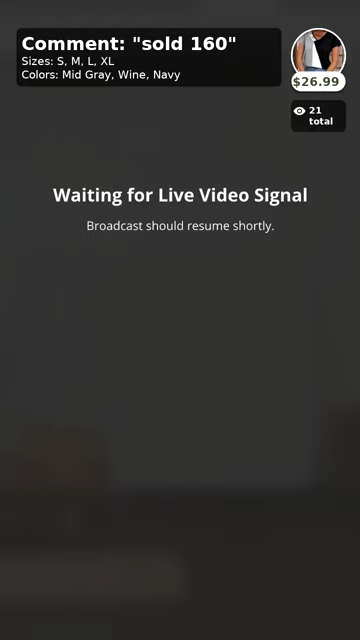 Comment: "sold 160"
Sizes: S, M, L, XL
Colors: Mid Gray, Wine, Navy
$26.99
21
total
Waiting for Live Video Signal
Broadcast should resume shortly.